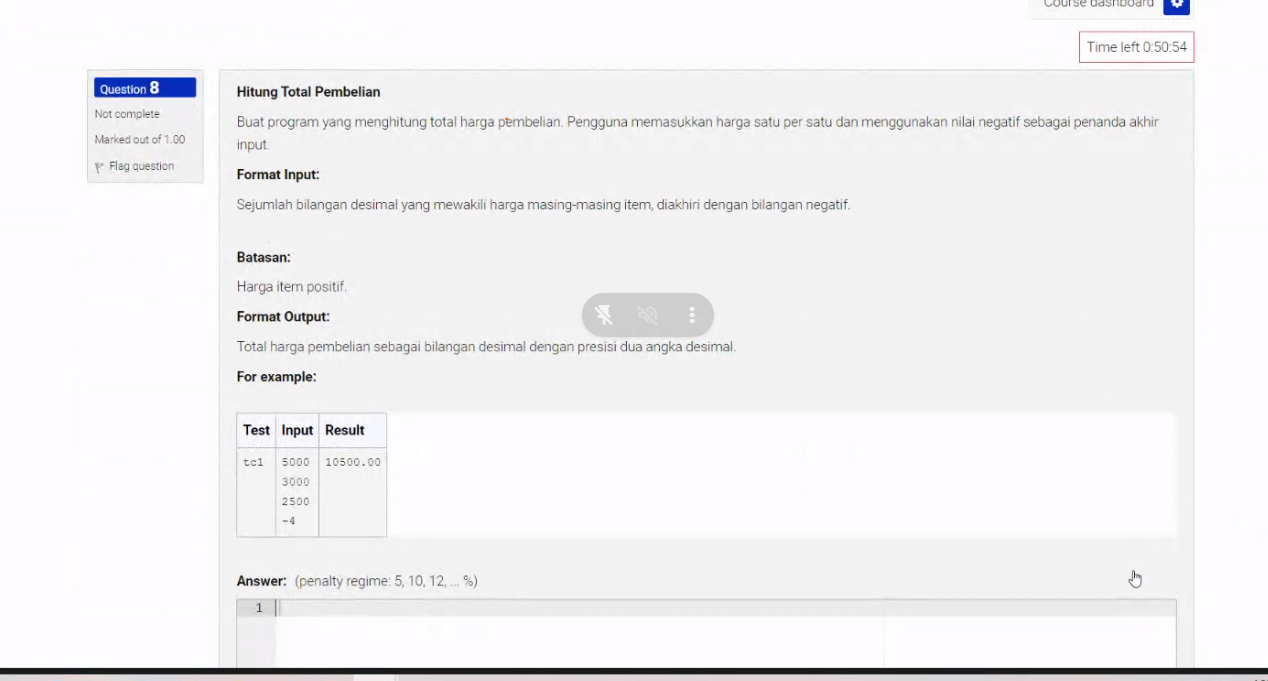 Course dashboard
Time left 0:50:54
Question 8
Not complete
Marked out of 1.00
Flag question
Hitung Total Pembelian
Buat program yang menghitung total harga pembelian. Pengguna memasukkan harga satu per satu dan menggunakan nilai negatif sebagai penanda akhir
input.
Format Input:
Sejumlah bilangan desimal yang mewakili harga masing-masing item, diakhiri dengan bilangan negatif.
Batasan:
Harga item positif.
Format Output:
Total harga pembelian sebagai bilangan desimal dengan presisi dua angka desimal.
For example:
Test Input Result
tc1 5000 10500.00
3000
2500
-4
Answer: (penalty regime: 5, 10, 12, ... %)
1